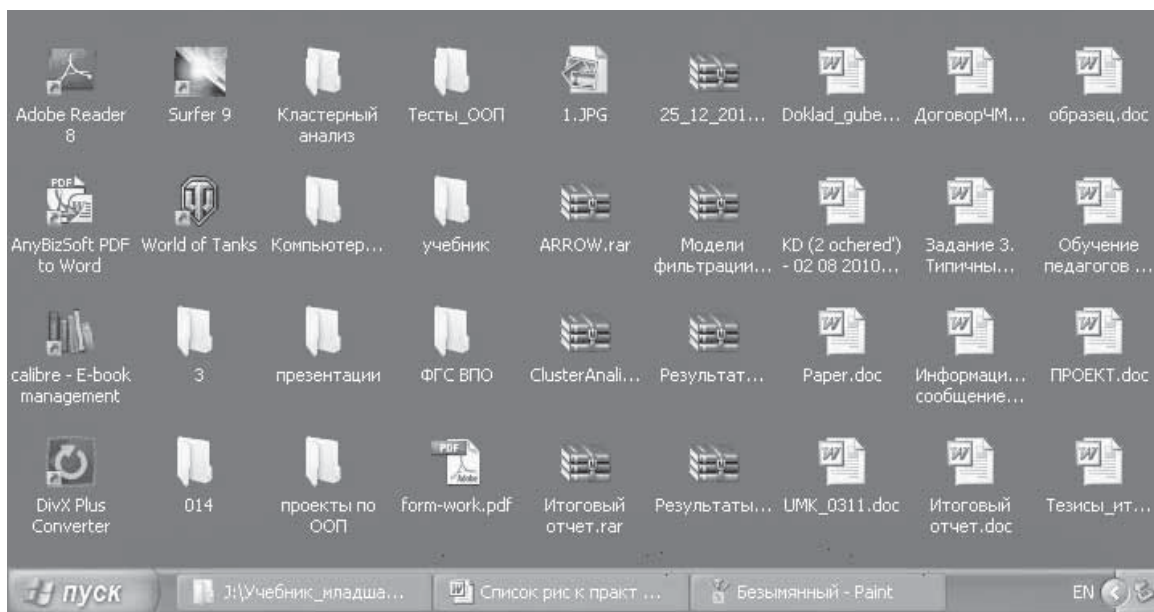 Adobe Reader
8
Surfer 9
Кластерный
анализ
Тесты_ООП
1.JPG
25_12_201...
Doklad_gube...
ДоговорЧМ...
образец.doc
AnyBizSoft PDF
to Word
World of Tanks
Компьютер...
учебник
ARROW.rar
Модели
фильтрации...
KD (2 ochered')
- 02 08 2010...
Задание 3.
Типичны...
Обучение
педагогов ...
calibre - E-book
management
3
презентации
ФГС ВПО
ClusterAnali...
Результат...
Paper.doc
Информаци...
сообщение...
ПРОЕКТ.doc
DivX Plus
Converter
014
проекты по
ООП
form-work.pdf
Итоговый
отчет.rar
Результаты...
UMK_0311.doc
Итоговый
отчет.doc
Тезисы_ит...
пуск
J:\Учебник_младша...
Список рис к практ ...
Безымянный - Paint
EN